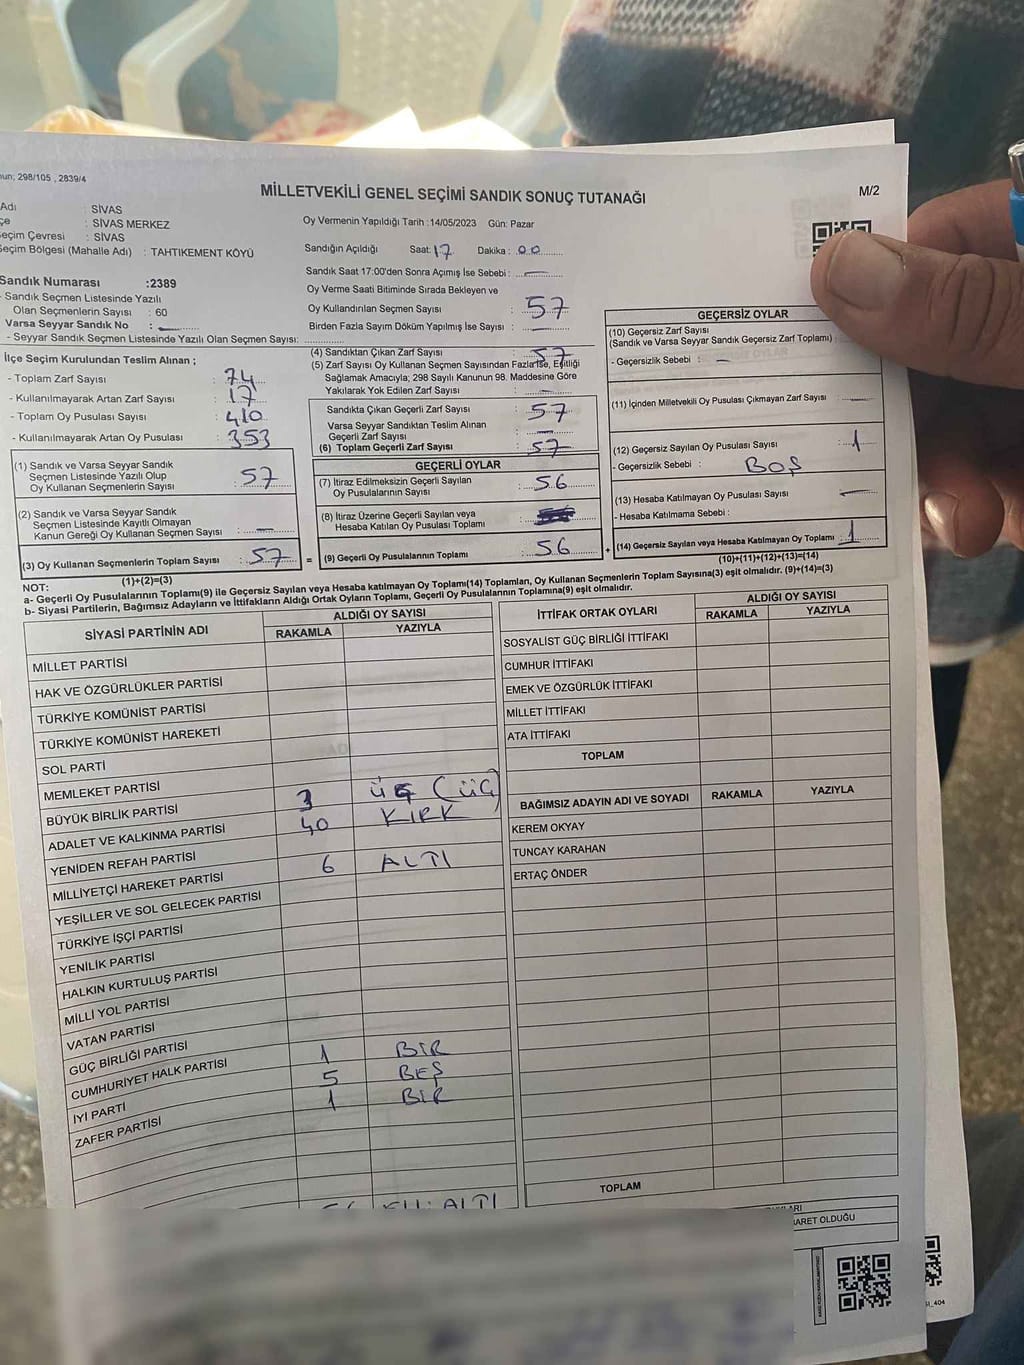 nun; 298/105 , 2839/4
MİLLETVEKİLİ GENEL SEÇİMİ SANDIK SONUÇ TUTANAĞI
M/2
Adı : SİVAS
çe : SİVAS MERKEZ
Seçim Çevresi : SİVAS
Seçim Bölgesi (Mahalle Adı) : TAHTIKEMENT KÖYÜ
Oy Vermenin Yapıldığı Tarih :14/05/2023 Gün: Pazar
Sandığın Açıldığı Saat: 17 Dakika : 00
Sandık Saat 17:00'den Sonra Açımış İse Sebebi : —
Oy Verme Saati Bitiminde Sırada Bekleyen ve
Oy Kullandırılan Seçmen Sayısı : 57
Birden Fazla Sayım Döküm Yapılmış İse Sayısı : —
Sandık Numarası :2389
- Sandık Seçmen Listesinde Yazılı
Olan Seçmenlerin Sayısı : 60
Varsa Seyyar Sandık No : —
- Seyyar Sandık Seçmen Listesinde Yazılı Olan Seçmen Sayısı:
İlçe Seçim Kurulundan Teslim Alınan ;
- Toplam Zarf Sayısı : 74
- Kullanılmayarak Artan Zarf Sayısı : 17
- Toplam Oy Pusulası Sayısı : 410
- Kullanılmayarak Artan Oy Pusulası : 353
(1) Sandık ve Varsa Seyyar Sandık
Seçmen Listesinde Yazılı Olup
Oy Kullanan Seçmenlerin Sayısı : 57
(2) Sandık ve Varsa Seyyar Sandık
Seçmen Listesinde Kayıtlı Olmayan
Kanun Gereği Oy Kullanan Seçmen Sayısı : —
(3) Oy Kullanan Seçmenlerin Toplam Sayısı : 57
(1)+(2)=(3)
(4) Sandıktan Çıkan Zarf Sayısı : 57
(5) Zarf Sayısı Oy Kullanan Seçmen Sayısından Fazla İse, Eşitliği
Sağlamak Amacıyla; 298 Sayılı Kanunun 98. Maddesine Göre
Yakılarak Yok Edilen Zarf Sayısı : —
Sandıkta Çıkan Geçerli Zarf Sayısı : 57
Varsa Seyyar Sandıktan Teslim Alınan
Geçerli Zarf Sayısı : —
(6) Toplam Geçerli Zarf Sayısı : 57
GEÇERLİ OYLAR
(7) İtiraz Edilmeksizin Geçerli Sayılan
Oy Pusulalarının Sayısı : 56
(8) İtiraz Üzerine Geçerli Sayılan veya
Hesaba Katılan Oy Pusulası Toplamı :
= (9) Geçerli Oy Pusulalarının Toplamı : 56 +
GEÇERSİZ OYLAR
(10) Geçersiz Zarf Sayısı
(Sandık ve Varsa Seyyar Sandık Geçersiz Zarf Toplamı) :
- Geçersizlik Sebebi : —
(11) İçinden Milletvekili Oy Pusulası Çıkmayan Zarf Sayısı : —
(12) Geçersiz Sayılan Oy Pusulası Sayısı : 1
- Geçersizlik Sebebi : BOŞ
(13) Hesaba Katılmayan Oy Pusulası Sayısı : —
- Hesaba Katılmama Sebebi :
(14) Geçersiz Sayılan veya Hesaba Katılmayan Oy Toplamı : 1
(10)+(11)+(12)+(13)=(14)
NOT:
a- Geçerli Oy Pusulalarının Toplamı(9) ile Geçersiz Sayılan veya Hesaba katılmayan Oy Toplamı(14) Toplamları, Oy Kullanan Seçmenlerin Toplam Sayısına(3) eşit olmalıdır. (9)+(14)=(3)
b- Siyasi Partilerin, Bağımsız Adayların ve İttifakların Aldığı Ortak Oyların Toplamı, Geçerli Oy Pusulalarının Toplamına(9) eşit olmalıdır.
SİYASİ PARTİNİN ADI
ALDIĞI OY SAYISI
RAKAMLA YAZIYLA
MİLLET PARTİSİ
HAK VE ÖZGÜRLÜKLER PARTİSİ
TÜRKİYE KOMÜNİST PARTİSİ
TÜRKİYE KOMÜNİST HAREKETİ
SOL PARTİ
MEMLEKET PARTİSİ
BÜYÜK BİRLİK PARTİSİ 3 ÜÇ (ÜÇ)
ADALET VE KALKINMA PARTİSİ 40 KIRK
YENİDEN REFAH PARTİSİ
MİLLİYETÇİ HAREKET PARTİSİ 6 ALTI
YEŞİLLER VE SOL GELECEK PARTİSİ
TÜRKİYE İŞÇİ PARTİSİ
YENİLİK PARTİSİ
HALKIN KURTULUŞ PARTİSİ
MİLLİ YOL PARTİSİ
VATAN PARTİSİ
GÜÇ BİRLİĞİ PARTİSİ
CUMHURİYET HALK PARTİSİ 1 BİR
İYİ PARTİ 5 BEŞ
ZAFER PARTİSİ 1 BİR
56 ELLİ ALTI
İTTİFAK ORTAK OYLARI
ALDIĞI OY SAYISI
RAKAMLA YAZIYLA
SOSYALİST GÜÇ BİRLİĞİ İTTİFAKI
CUMHUR İTTİFAKI
EMEK VE ÖZGÜRLÜK İTTİFAKI
MİLLET İTTİFAKI
ATA İTTİFAKI
TOPLAM
BAĞIMSIZ ADAYIN ADI VE SOYADI RAKAMLA YAZIYLA
KEREM OKYAY
TUNCAY KARAHAN
ERTAÇ ÖNDER
TOPLAM
ARET OLDUĞU